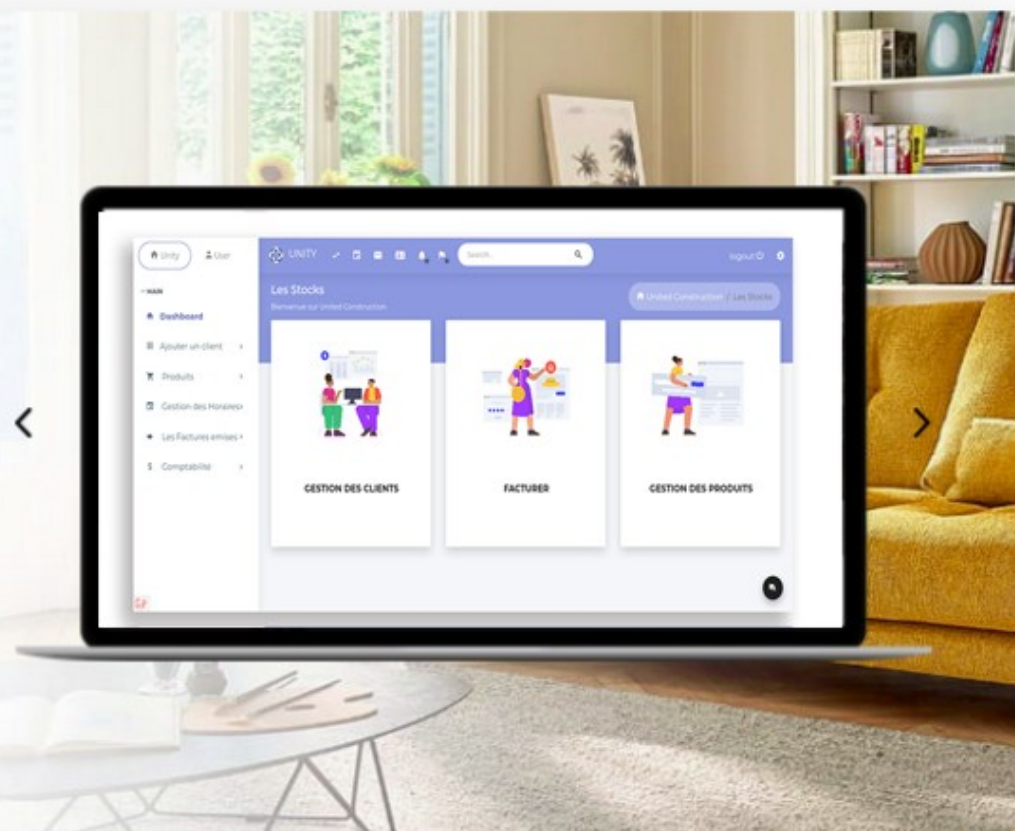 Unity
User
UNITY
Search...
logout
MAIN
Les Stocks
Bienvenue sur United Construction
United Construction / Les Stocks
Dashboard
Ajouter un client
Produits
Gestion des Horaires
Les Factures emises
$ Comptabilité
GESTION DES CLIENTS
FACTURER
GESTION DES PRODUITS